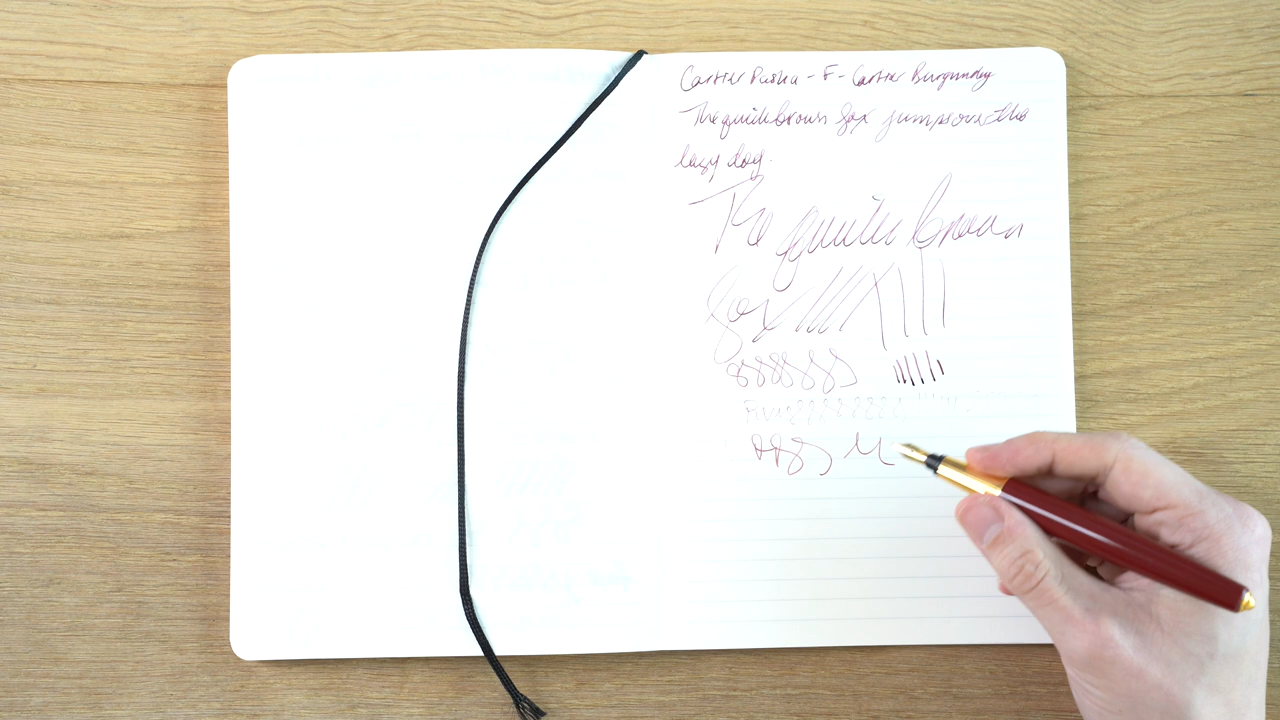 Cartier Pasha - F - Cartier Burgundy
The quick brown fox jumps over the
lazy dog.
The quick brown
fox